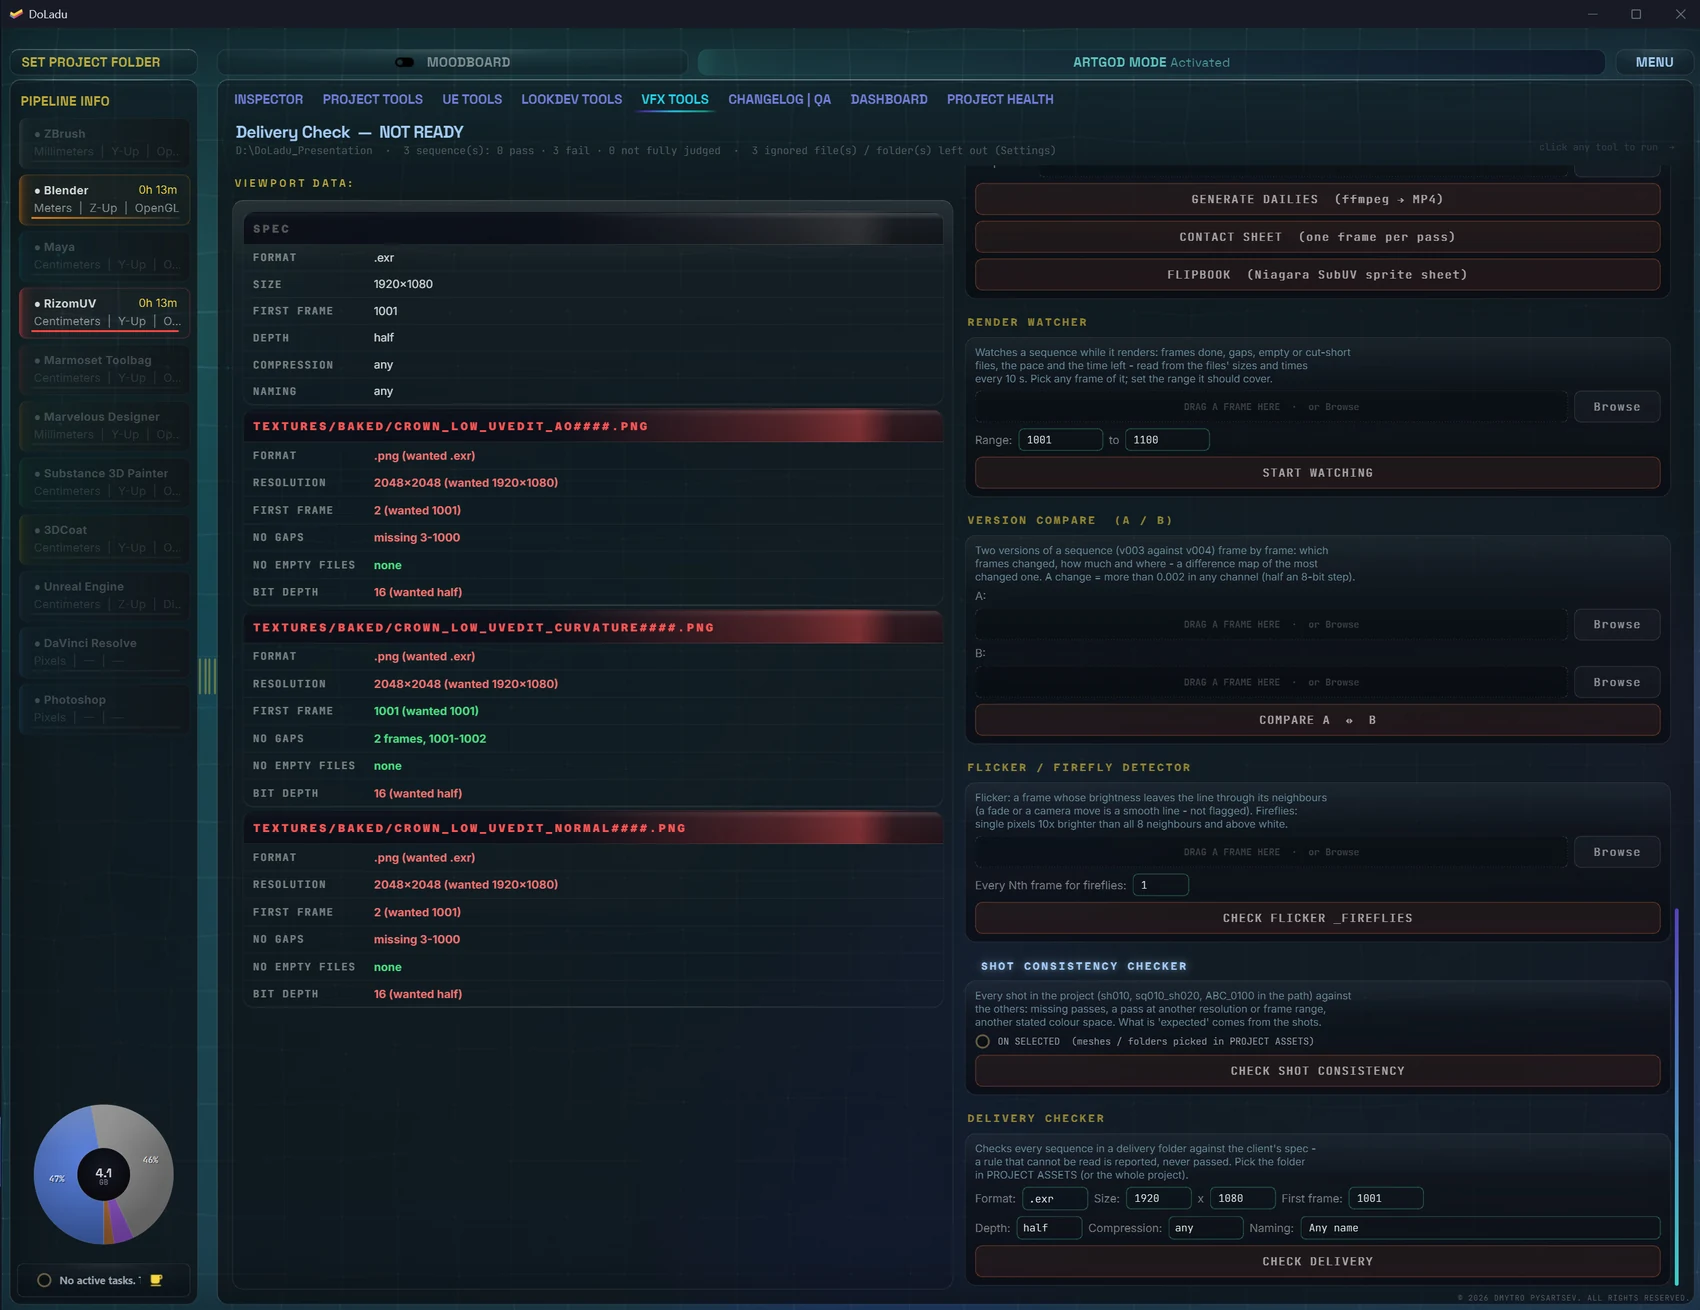 DoLadu
SET PROJECT FOLDER
MOODBOARD
ARTGOD MODE Activated
MENU
PIPELINE INFO
● ZBrush
Millimeters | Y-Up | Op...
● Blender 0h 13m
Meters | Z-Up | OpenGL
● Maya
Centimeters | Y-Up | O...
● RizomUV 0h 13m
Centimeters | Y-Up | O...
● Marmoset Toolbag
Centimeters | Y-Up | O...
● Marvelous Designer
Millimeters | Y-Up | Op...
● Substance 3D Painter
Centimeters | Y-Up | O...
● 3DCoat
Centimeters | Y-Up | O...
● Unreal Engine
Centimeters | Z-Up | Di...
● DaVinci Resolve
Pixels | — | —
● Photoshop
Pixels | — | —
47%
46%
4.1
GB
No active tasks.
INSPECTOR PROJECT TOOLS UE TOOLS LOOKDEV TOOLS VFX TOOLS CHANGELOG | QA DASHBOARD PROJECT HEALTH
Delivery Check — NOT READY
D:\DoLadu_Presentation · 3 sequence(s): 0 pass · 3 fail · 0 not fully judged · 3 ignored file(s) / folder(s) left out (Settings)
click any tool to run
VIEWPORT DATA:
SPEC
FORMAT .exr
SIZE 1920×1080
FIRST FRAME 1001
DEPTH half
COMPRESSION any
NAMING any
TEXTURES/BAKED/CROWN_LOW_UVEDIT_AO####.PNG
FORMAT .png (wanted .exr)
RESOLUTION 2048×2048 (wanted 1920×1080)
FIRST FRAME 2 (wanted 1001)
NO GAPS missing 3-1000
NO EMPTY FILES none
BIT DEPTH 16 (wanted half)
TEXTURES/BAKED/CROWN_LOW_UVEDIT_CURVATURE####.PNG
FORMAT .png (wanted .exr)
RESOLUTION 2048×2048 (wanted 1920×1080)
FIRST FRAME 1001 (wanted 1001)
NO GAPS 2 frames, 1001-1002
NO EMPTY FILES none
BIT DEPTH 16 (wanted half)
TEXTURES/BAKED/CROWN_LOW_UVEDIT_NORMAL####.PNG
FORMAT .png (wanted .exr)
RESOLUTION 2048×2048 (wanted 1920×1080)
FIRST FRAME 2 (wanted 1001)
NO GAPS missing 3-1000
NO EMPTY FILES none
BIT DEPTH 16 (wanted half)
GENERATE DAILIES (ffmpeg → MP4)
CONTACT SHEET (one frame per pass)
FLIPBOOK (Niagara SubUV sprite sheet)
RENDER WATCHER
Watches a sequence while it renders: frames done, gaps, empty or cut-short
files, the pace and the time left - read from the files' sizes and times
every 10 s. Pick any frame of it; set the range it should cover.
DRAG A FRAME HERE · or Browse
Browse
Range: 1001 to 1100
START WATCHING
VERSION COMPARE (A / B)
Two versions of a sequence (v003 against v004) frame by frame: which
frames changed, how much and where - a difference map of the most
changed one. A change = more than 0.002 in any channel (half an 8-bit step).
A:
DRAG A FRAME HERE · or Browse
Browse
B:
DRAG A FRAME HERE · or Browse
Browse
COMPARE A ↔ B
FLICKER / FIREFLY DETECTOR
Flicker: a frame whose brightness leaves the line through its neighbours
(a fade or a camera move is a smooth line - not flagged). Fireflies:
single pixels 10x brighter than all 8 neighbours and above white.
DRAG A FRAME HERE · or Browse
Browse
Every Nth frame for fireflies: 1
CHECK FLICKER _FIREFLIES
SHOT CONSISTENCY CHECKER
Every shot in the project (sh010, sq010_sh020, ABC_0100 in the path) against
the others: missing passes, a pass at another resolution or frame range,
another stated colour space. What is 'expected' comes from the shots.
ON SELECTED (meshes / folders picked in PROJECT ASSETS)
CHECK SHOT CONSISTENCY
DELIVERY CHECKER
Checks every sequence in a delivery folder against the client's spec -
a rule that cannot be read is reported, never passed. Pick the folder
in PROJECT ASSETS (or the whole project).
Format: .exr Size: 1920 x 1080 First frame: 1001
Depth: half Compression: any Naming: Any name
CHECK DELIVERY
© 2026 DMYTRO PYSARTSEV. ALL RIGHTS RESERVED.